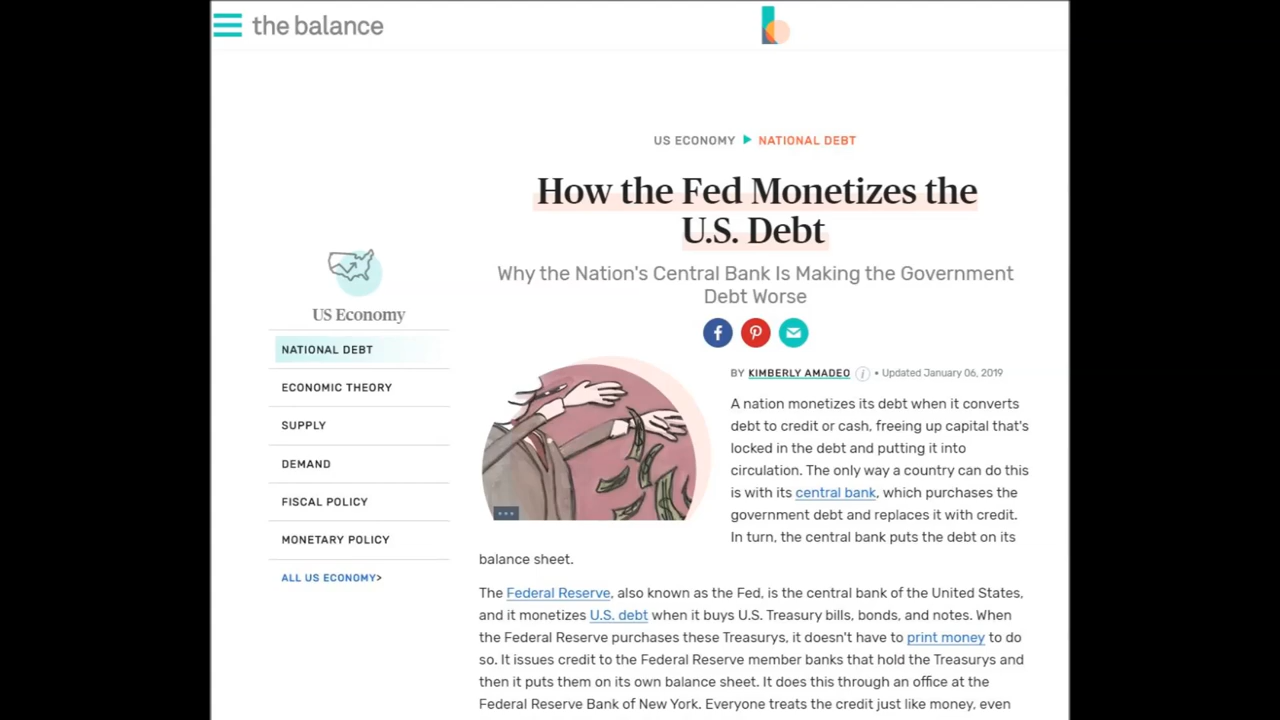 the balance
US ECONOMY ▶ NATIONAL DEBT
How the Fed Monetizes the
U.S. Debt
Why the Nation's Central Bank Is Making the Government
Debt Worse
US Economy
NATIONAL DEBT
ECONOMIC THEORY
SUPPLY
DEMAND
FISCAL POLICY
MONETARY POLICY
ALL US ECONOMY>
BY KIMBERLY AMADEO i • Updated January 06, 2019
A nation monetizes its debt when it converts
debt to credit or cash, freeing up capital that's
locked in the debt and putting it into
circulation. The only way a country can do this
is with its central bank, which purchases the
government debt and replaces it with credit.
In turn, the central bank puts the debt on its
balance sheet.
The Federal Reserve, also known as the Fed, is the central bank of the United States,
and it monetizes U.S. debt when it buys U.S. Treasury bills, bonds, and notes. When
the Federal Reserve purchases these Treasurys, it doesn't have to print money to do
so. It issues credit to the Federal Reserve member banks that hold the Treasurys and
then it puts them on its own balance sheet. It does this through an office at the
Federal Reserve Bank of New York. Everyone treats the credit just like money, even